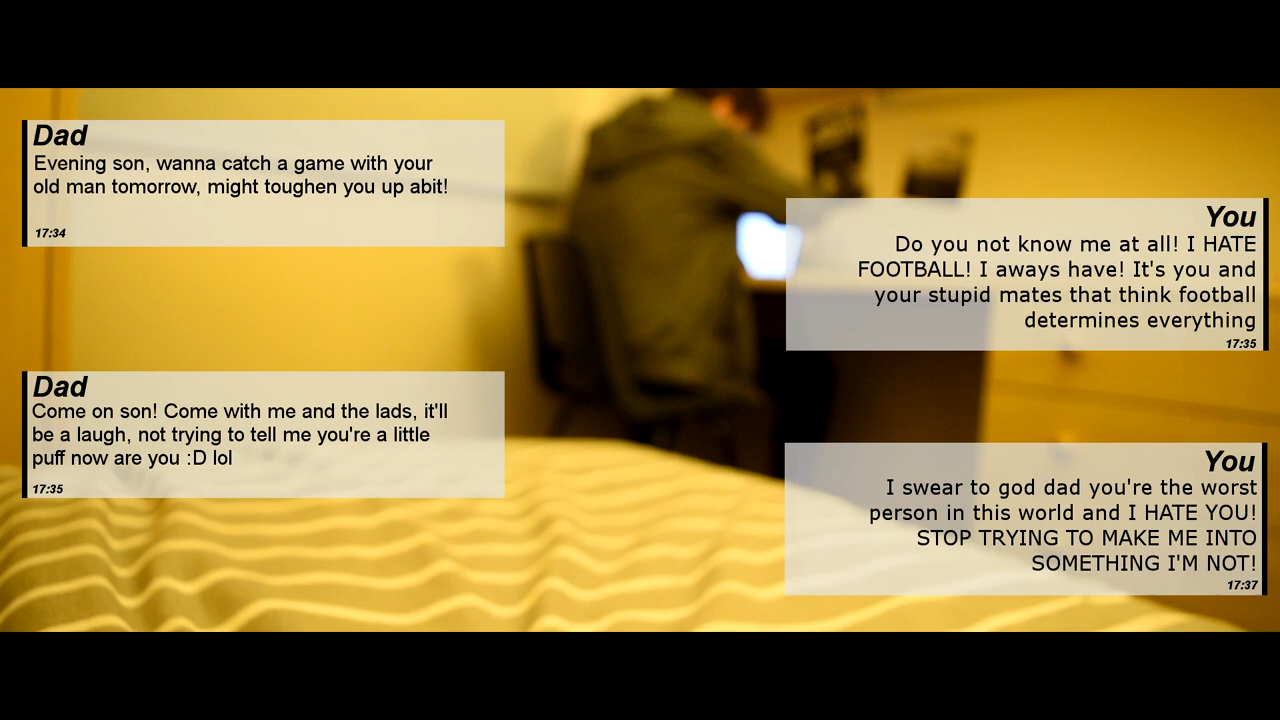 Dad
Evening son, wanna catch a game with your
old man tomorrow, might toughen you up abit!
17:34
You
Do you not know me at all! I HATE
FOOTBALL! I aways have! It's you and
your stupid mates that think football
determines everything
17:35
Dad
Come on son! Come with me and the lads, it'll
be a laugh, not trying to tell me you're a little
puff now are you :D lol
17:35
You
I swear to god dad you're the worst
person in this world and I HATE YOU!
STOP TRYING TO MAKE ME INTO
SOMETHING I'M NOT!
17:37